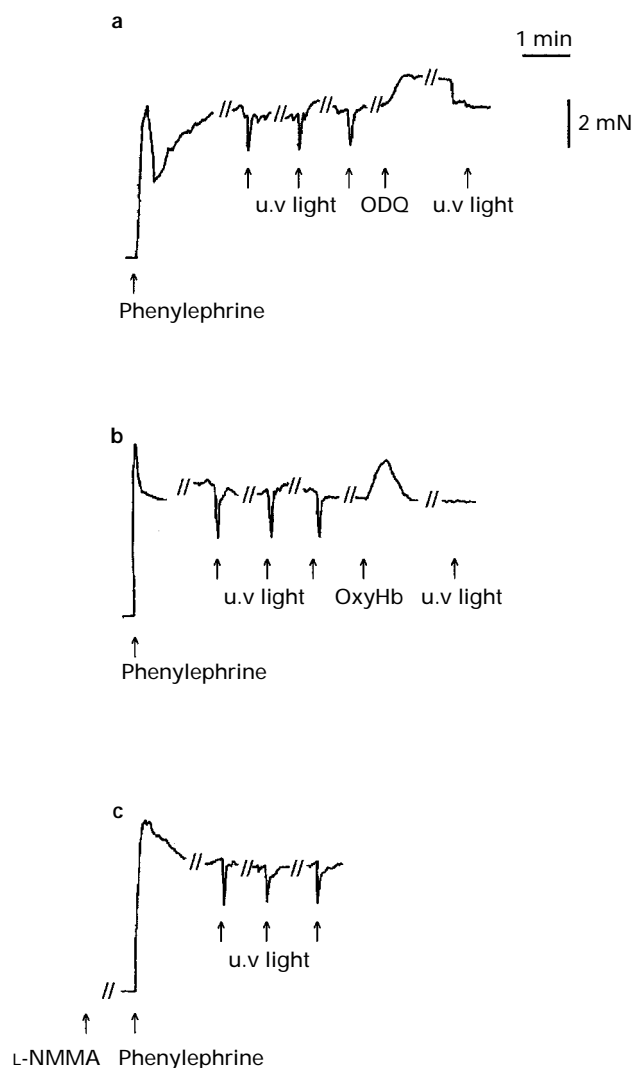 a
1 min
2 mN
u.v light ODQ u.v light
Phenylephrine
b
u.v light OxyHb u.v light
Phenylephrine
c
u.v light
L-NMMA Phenylephrine